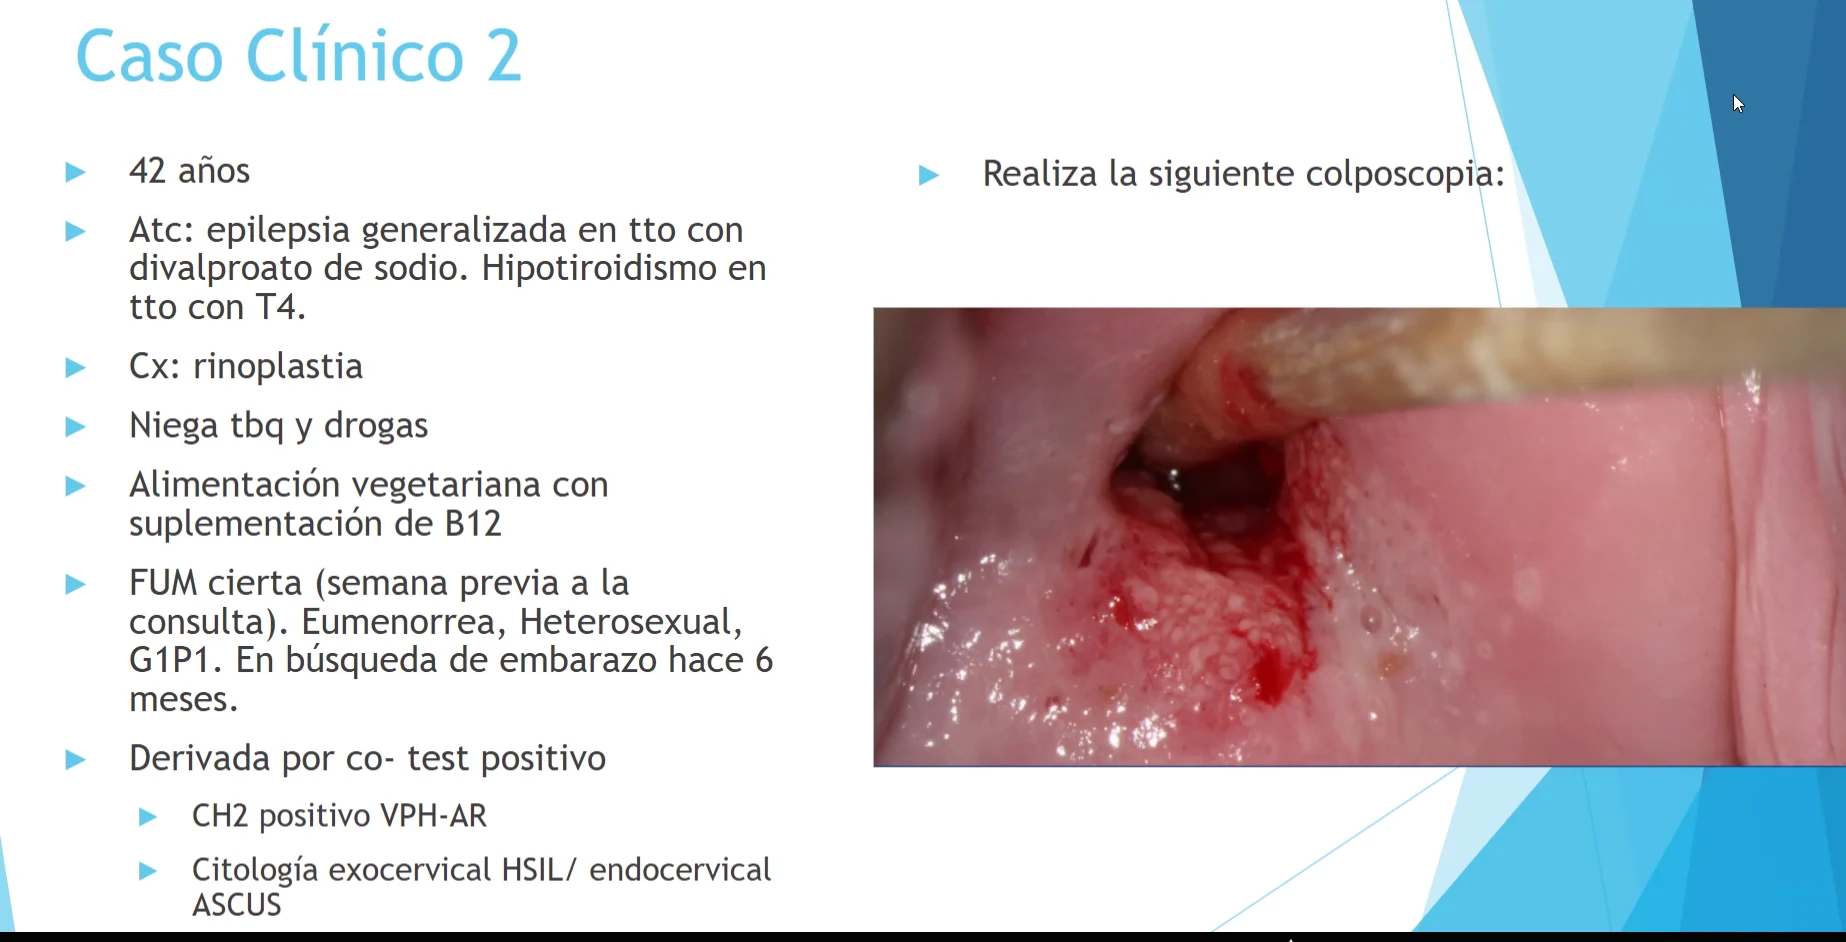 Caso Clínico 2
42 años
Atc: epilepsia generalizada en tto con
divalproato de sodio. Hipotiroidismo en
tto con T4.
Cx: rinoplastia
Niega tbq y drogas
Alimentación vegetariana con
suplementación de B12
FUM cierta (semana previa a la
consulta). Eumenorrea, Heterosexual,
G1P1. En búsqueda de embarazo hace 6
meses.
Derivada por co- test positivo
CH2 positivo VPH-AR
Citología exocervical HSIL/ endocervical
ASCUS
Realiza la siguiente colposcopia: